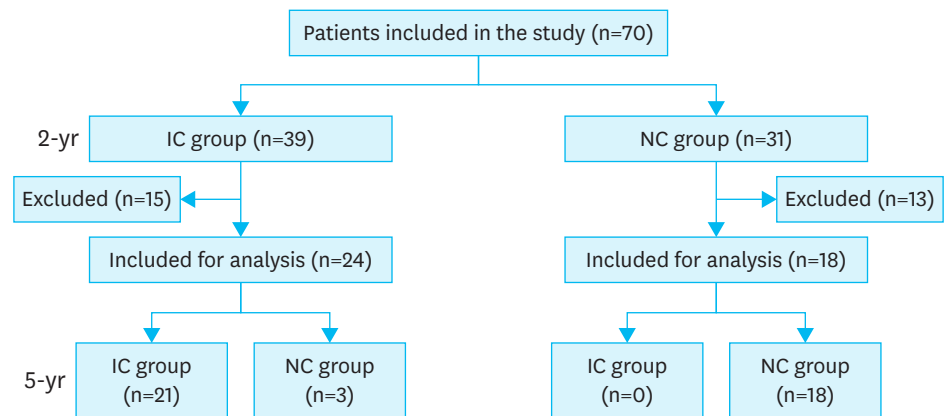 Patients included in the study (n=70)
2-yr
IC group (n=39)
NC group (n=31)
Excluded (n=15)
Excluded (n=13)
Included for analysis (n=24)
Included for analysis (n=18)
5-yr
IC group
(n=21)
NC group
(n=3)
IC group
(n=0)
NC group
(n=18)